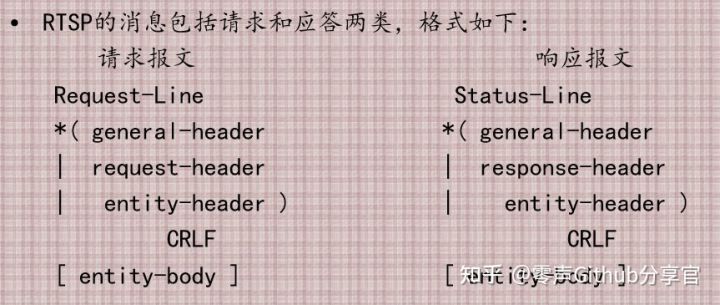 • RTSP的消息包括请求和应答两类，格式如下：
请求报文 响应报文
Request-Line Status-Line
*( general-header *( general-header
| request-header | response-header
| entity-header ) | entity-header )
CRLF CRLF
[ entity-body ] [ entity-body ]
知乎 @零声Github分享官